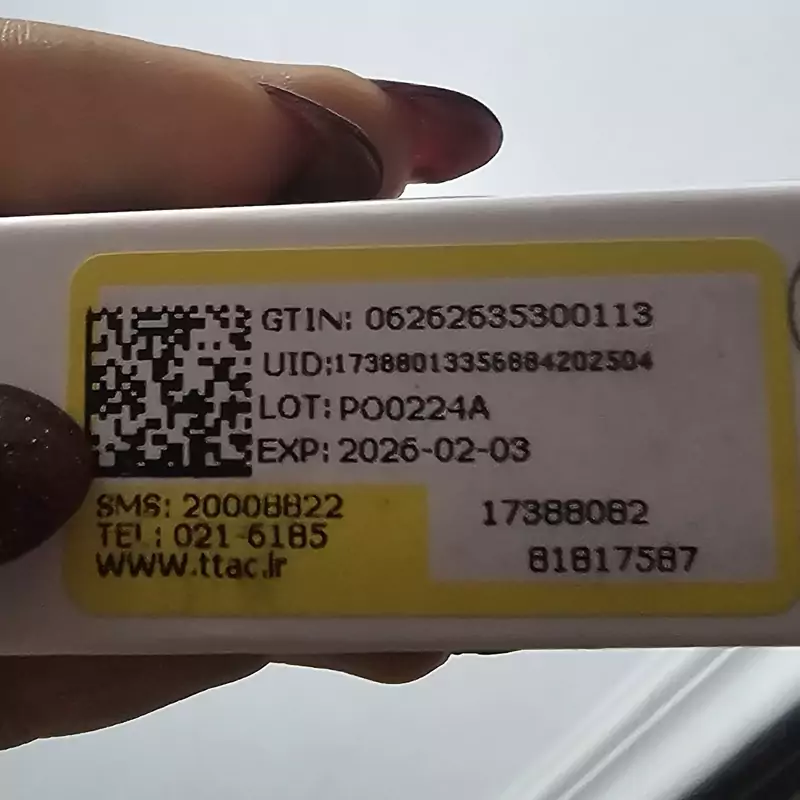 GTIN: 06262635300113
UID:17388013356884202504
LOT: PO0224A
EXP: 2026-02-03
SMS: 20008822
TEL: 021-6185
www.ttac.ir
17388082
81817587